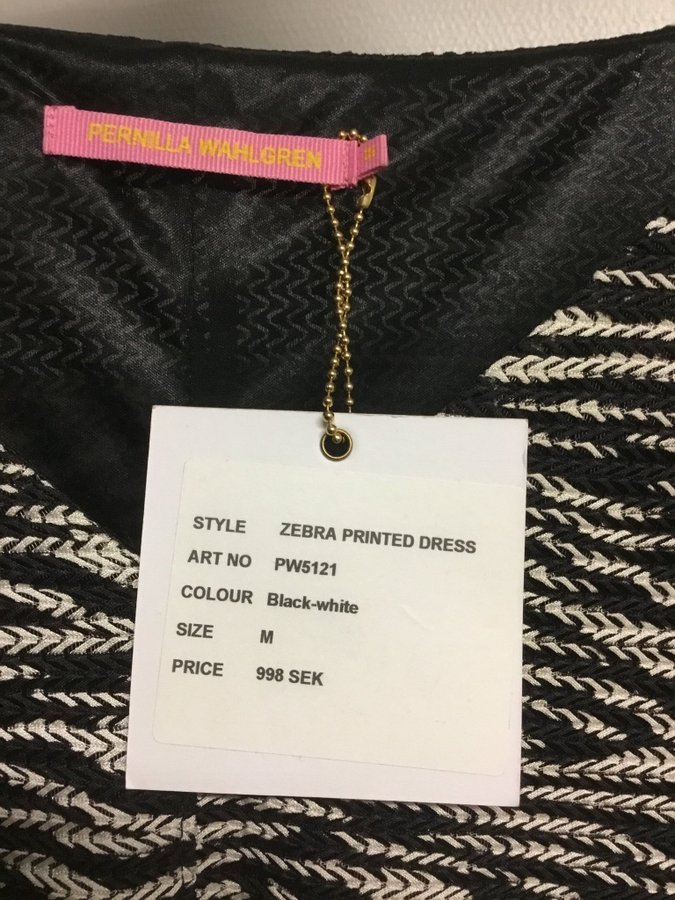 PERNILLA WAHLGREN
STYLE ZEBRA PRINTED DRESS
ART NO PW5121
COLOUR Black-white
SIZE M
PRICE 998 SEK